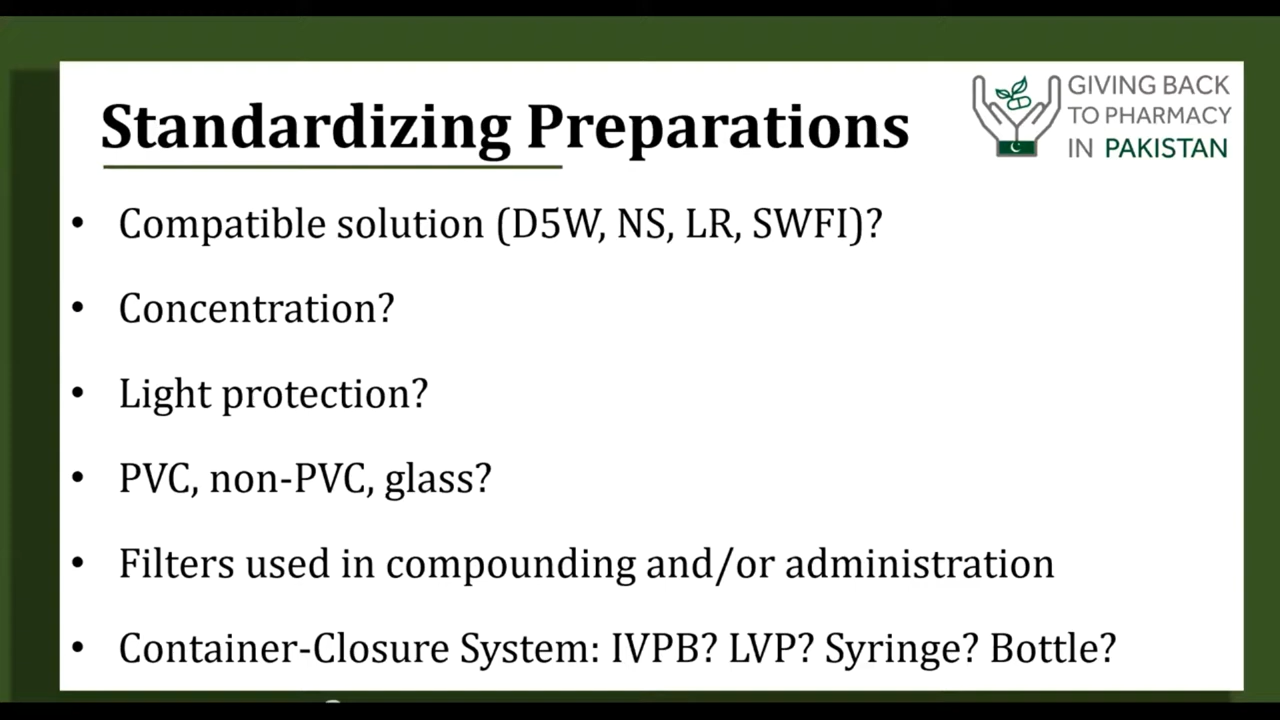 Standardizing Preparations
GIVING BACK
TO PHARMACY
IN PAKISTAN
• Compatible solution (D5W, NS, LR, SWFI)?
• Concentration?
• Light protection?
• PVC, non-PVC, glass?
• Filters used in compounding and/or administration
• Container-Closure System: IVPB? LVP? Syringe? Bottle?